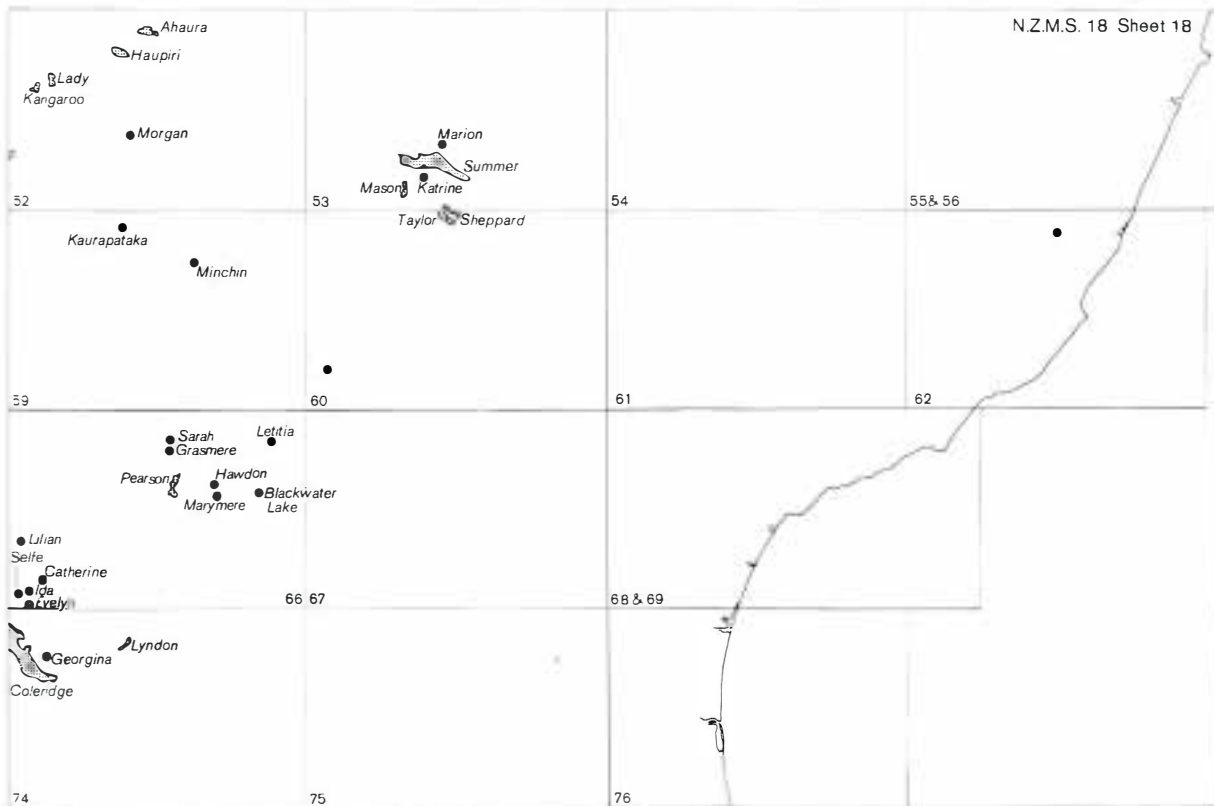 N.Z.M.S. 18 Sheet 18
Ahaura
Haupiri
Lady
Kangaroo
Morgan
Marion
Summer
Mason
Katrine
52
53
54
55 & 56
Taylor
Sheppard
Kaurapataka
Minchin
59
60
61
62
Sarah
Letitia
Grasmere
Pearson
Hawdon
Marymere
Blackwater
Lake
Lilian
Selfe
Catherine
Ida
66
67
68 & 69
Lyndon
Georgina
Coleridge
74
75
76